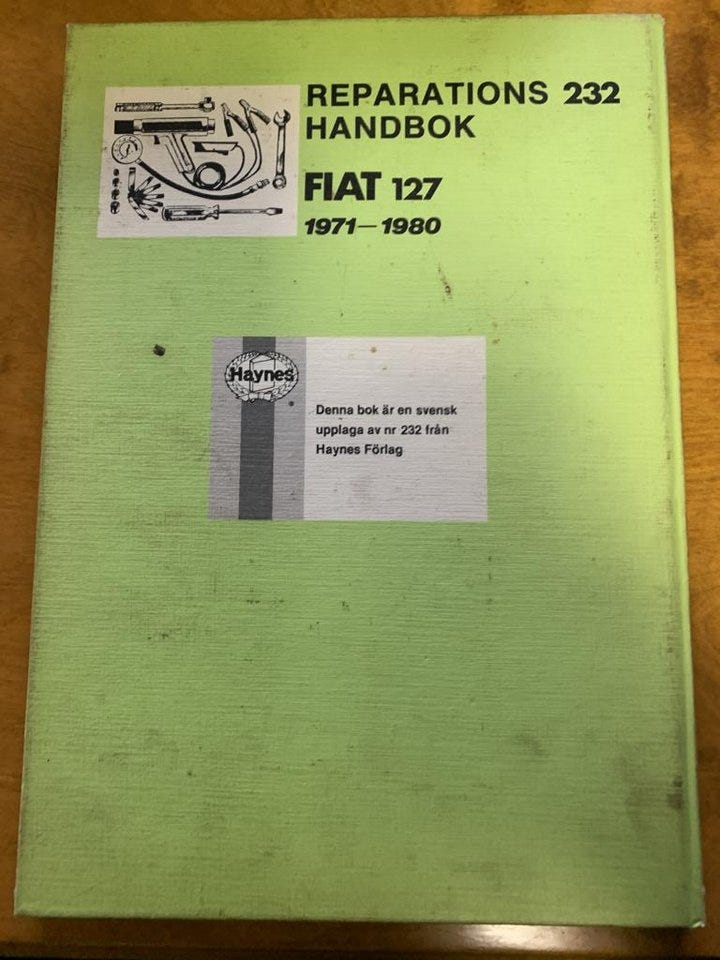 REPARATIONS 232
HANDBOK
FIAT 127
1971—1980
Haynes
Denna bok är en svensk
upplaga av nr 232 från
Haynes Förlag